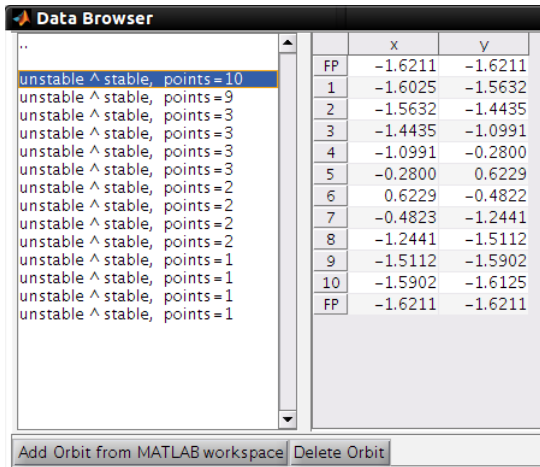 Data Browser
..
unstable ^ stable, points=10
unstable ^ stable, points=9
unstable ^ stable, points=3
unstable ^ stable, points=3
unstable ^ stable, points=3
unstable ^ stable, points=3
unstable ^ stable, points=2
unstable ^ stable, points=2
unstable ^ stable, points=2
unstable ^ stable, points=2
unstable ^ stable, points=1
unstable ^ stable, points=1
unstable ^ stable, points=1
unstable ^ stable, points=1
x y
FP -1.6211 -1.6211
1 -1.6025 -1.5632
2 -1.5632 -1.4435
3 -1.4435 -1.0991
4 -1.0991 -0.2800
5 -0.2800 0.6229
6 0.6229 -0.4822
7 -0.4823 -1.2441
8 -1.2441 -1.5112
9 -1.5112 -1.5902
10 -1.5902 -1.6125
FP -1.6211 -1.6211
Add Orbit from MATLAB workspace Delete Orbit